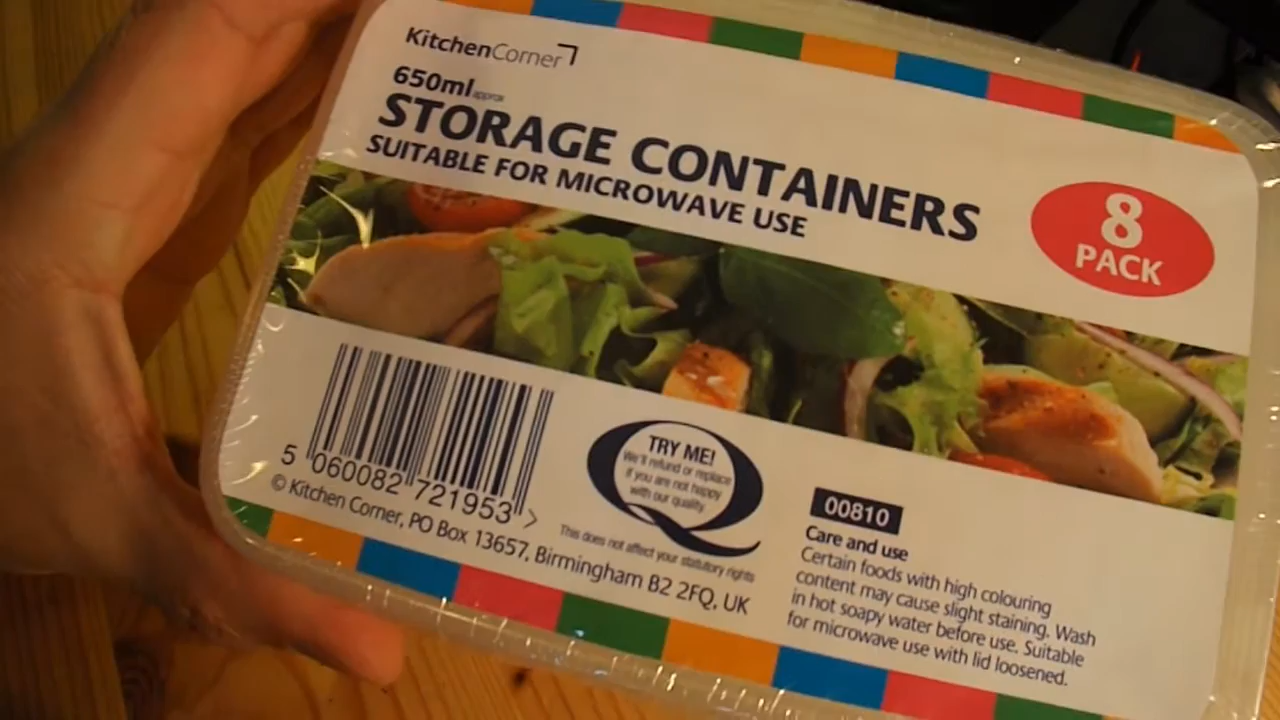 KitchenCorner
650ml approx
STORAGE CONTAINERS
SUITABLE FOR MICROWAVE USE
8
PACK
5 060082 721953 >
© Kitchen Corner, PO Box 13657, Birmingham B2 2FQ, UK
TRY ME!
We'll refund or replace
if you are not happy
with our quality.
This does not affect your statutory rights
00810
Care and use
Certain foods with high colouring
content may cause slight staining. Wash
in hot soapy water before use. Suitable
for microwave use with lid loosened.